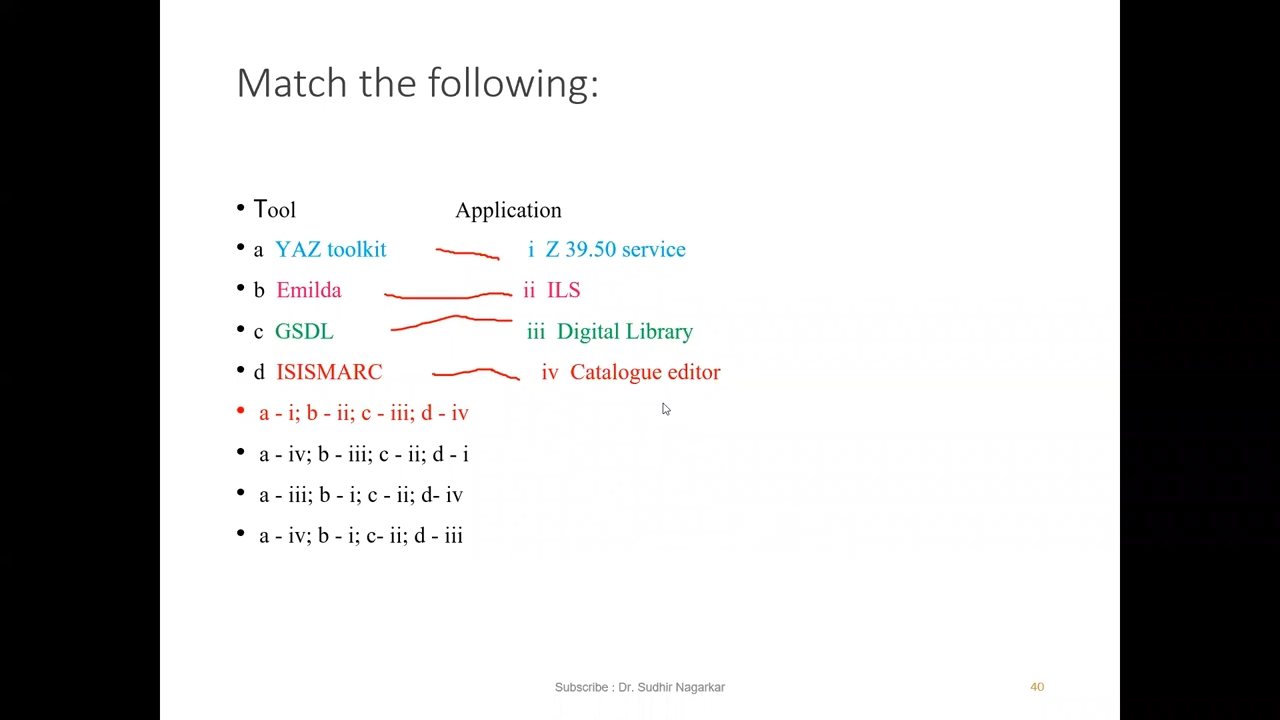 Match the following:
• Tool Application
• a YAZ toolkit i Z 39.50 service
• b Emilda ii ILS
• c GSDL iii Digital Library
• d ISISMARC iv Catalogue editor
• a - i; b - ii; c - iii; d - iv
• a - iv; b - iii; c - ii; d - i
• a - iii; b - i; c - ii; d- iv
• a - iv; b - i; c- ii; d - iii
Subscribe : Dr. Sudhir Nagarkar 40